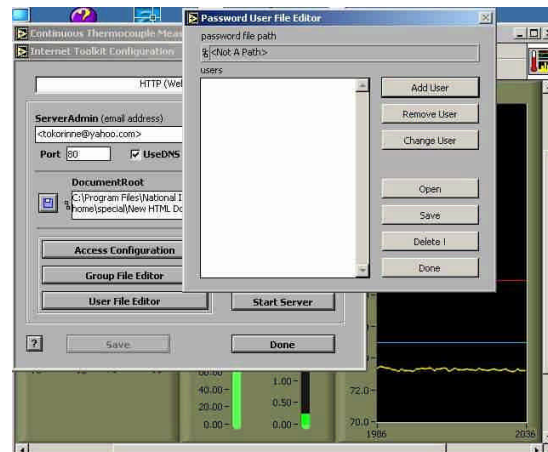 Password User File Editor
Continuous Thermocouple Meas
Internet Toolkit Configuration
password file path
<Not A Path>
users
HTTP (Wel
Add User
Remove User
Change User
Open
Save
Delete !
Done
ServerAdmin (email address)
<tokorinne@yahoo.com>
Port 80 UseDNS
DocumentRoot
C:\Program Files\National I
home\special\New HTML Do
Access Configuration
Group File Editor
User File Editor
Start Server
?
Save
Done
40.00
20.00
0.00
1.00
0.50
0.00
72.0
70.0
1986
2036